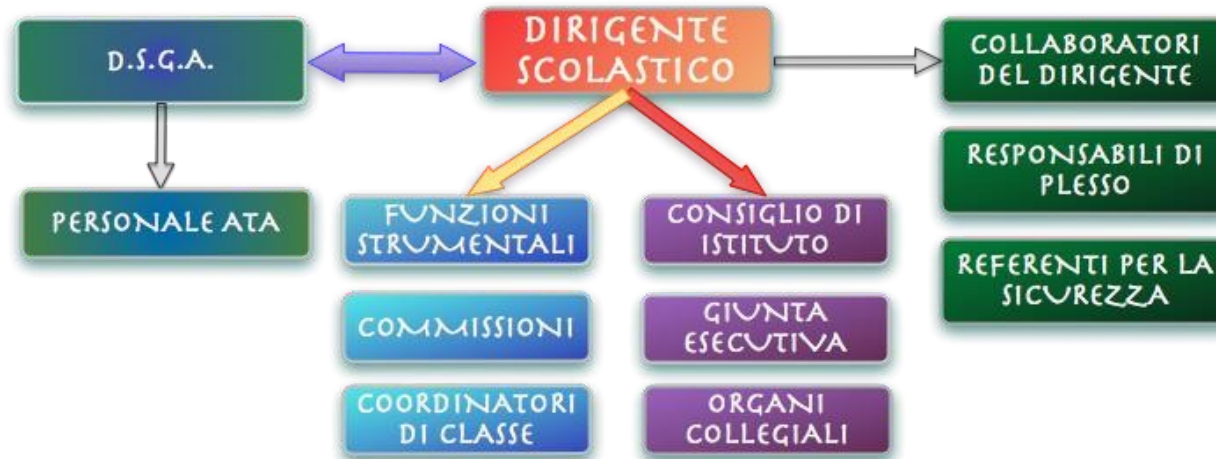 D.S.G.A.
DIRIGENTE
SCOLASTICO
COLLABORATORI
DEL DIRIGENTE
RESPONSABILI DI
PLESSO
REFERENTI PER LA
SICUREZZA
PERSONALE ATA
FUNZIONI
STRUMENTALI
COMMISSIONI
COORDINATORI
DI CLASSE
CONSIGLIO DI
ISTITUTO
GIUNTA
ESECUTIVA
ORGANI
COLLEGIALI